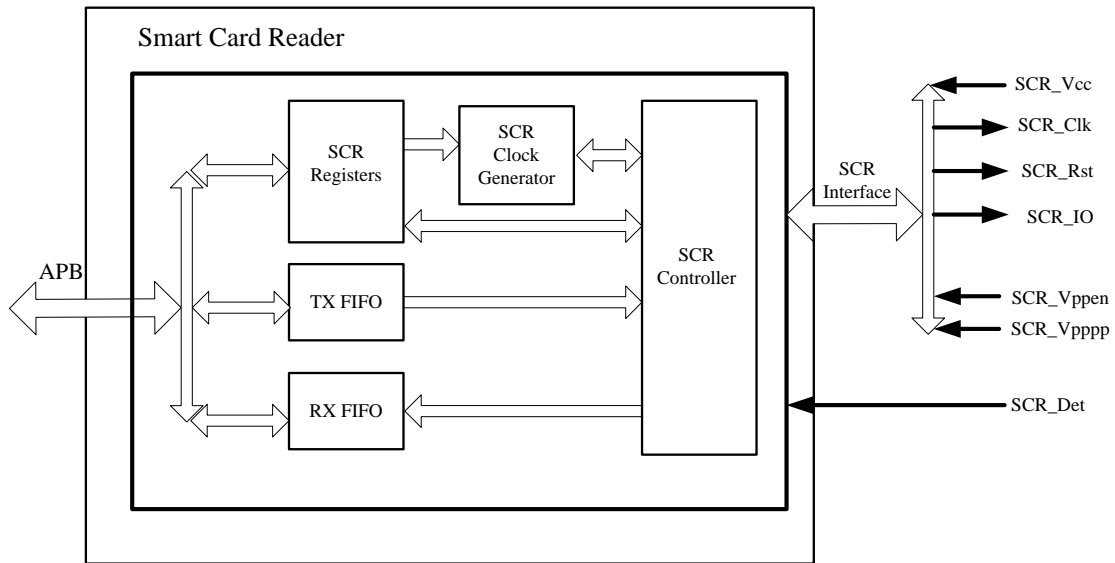 Smart Card Reader
SCR
Registers
SCR
Clock
Generator
SCR
Controller
TX FIFO
RX FIFO
APB
SCR
Interface
SCR_Vcc
SCR_Clk
SCR_Rst
SCR_IO
SCR_Vppen
SCR_Vpppp
SCR_Det